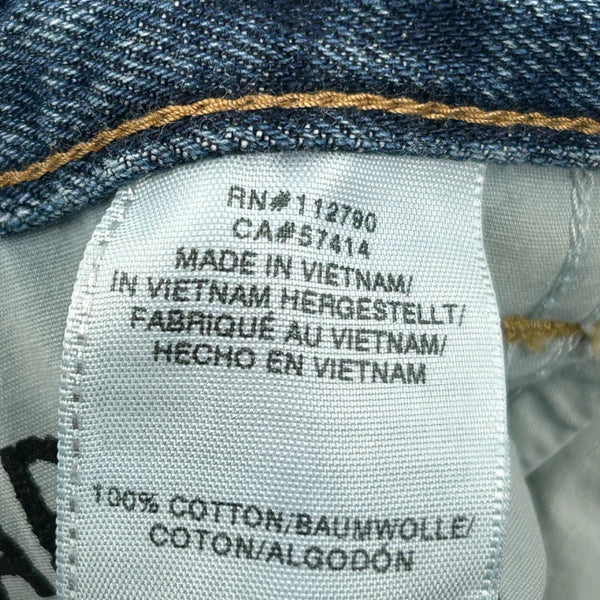 RN#112790
CA#57414
MADE IN VIETNAM/
IN VIETNAM HERGESTELLT/
FABRIQUÉ AU VIETNAM/
HECHO EN VIETNAM
100% COTTON/BAUMWOLLE/
COTON/ALGODÓN